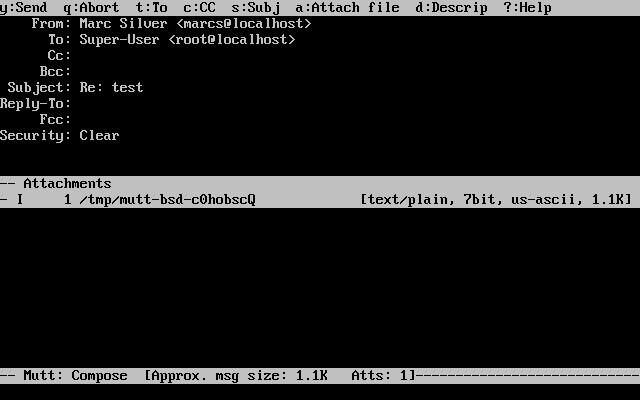 y:Send  q:Abort  t:To  c:CC  s:Subj  a:Attach file  d:Descrip  ?:Help
From: Marc Silver <marcs@localhost>
To: Super-User <root@localhost>
Cc:
Bcc:
Subject: Re: test
Reply-To:
Fcc:
Security: Clear
-- Attachments
- I     1 /tmp/mutt-bsd-c0hobscQ             [text/plain, 7bit, us-ascii, 1.1K]
-- Mutt: Compose  [Approx. msg size: 1.1K   Atts: 1]----------------------------